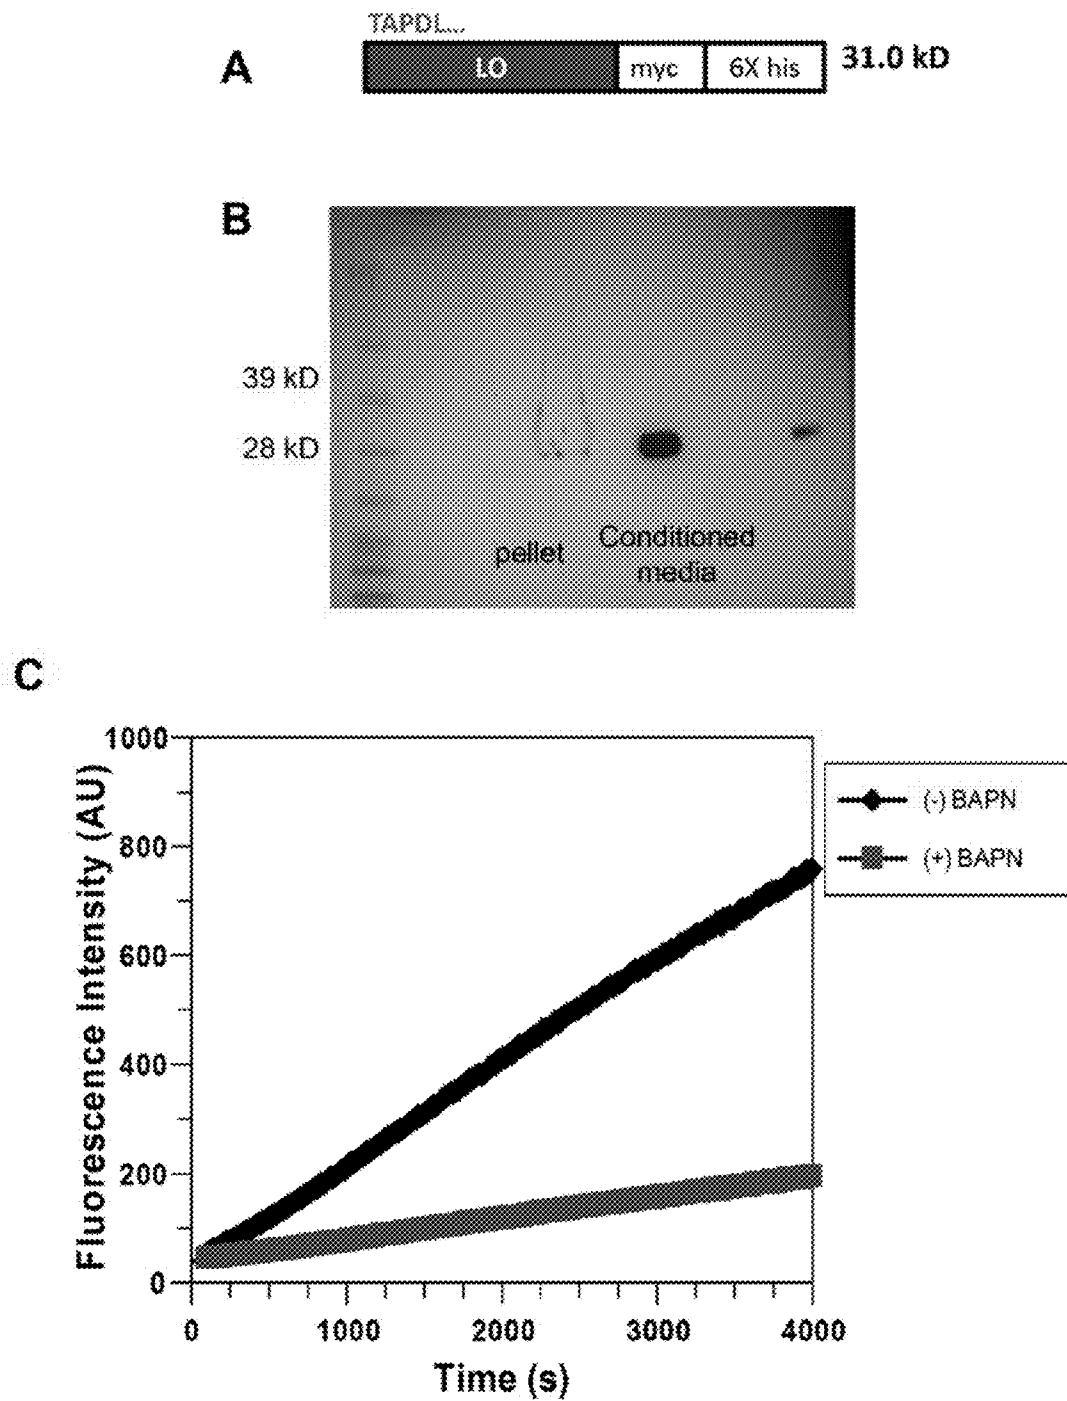 TAPDL...
A
LO
myc
6X his
31.0 kD
B
39 kD
28 kD
pellet
Conditioned
media
C
Fluorescence Intensity (AU)
1000
800
600
400
200
0
0
1000
2000
3000
4000
Time (s)
(-) BAPN
(+) BAPN